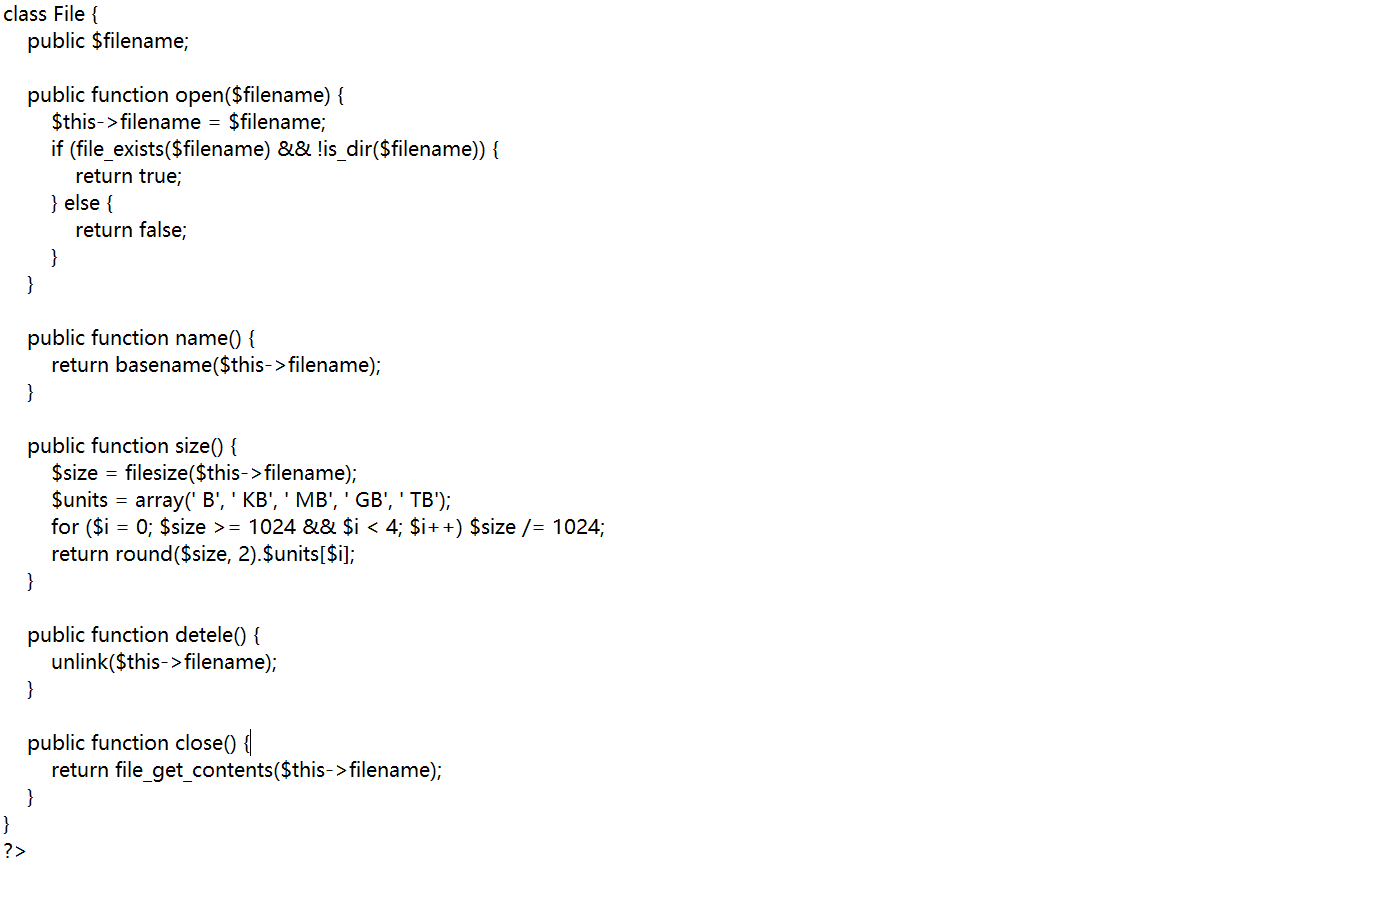 class File {
public $filename;
public function open($filename) {
$this->filename = $filename;
if (file_exists($filename) && !is_dir($filename)) {
return true;
} else {
return false;
}
}
public function name() {
return basename($this->filename);
}
public function size() {
$size = filesize($this->filename);
$units = array(' B', ' KB', ' MB', ' GB', ' TB');
for ($i = 0; $size >= 1024 && $i < 4; $i++) $size /= 1024;
return round($size, 2).$units[$i];
}
public function detele() {
unlink($this->filename);
}
public function close() {
return file_get_contents($this->filename);
}
}
?>